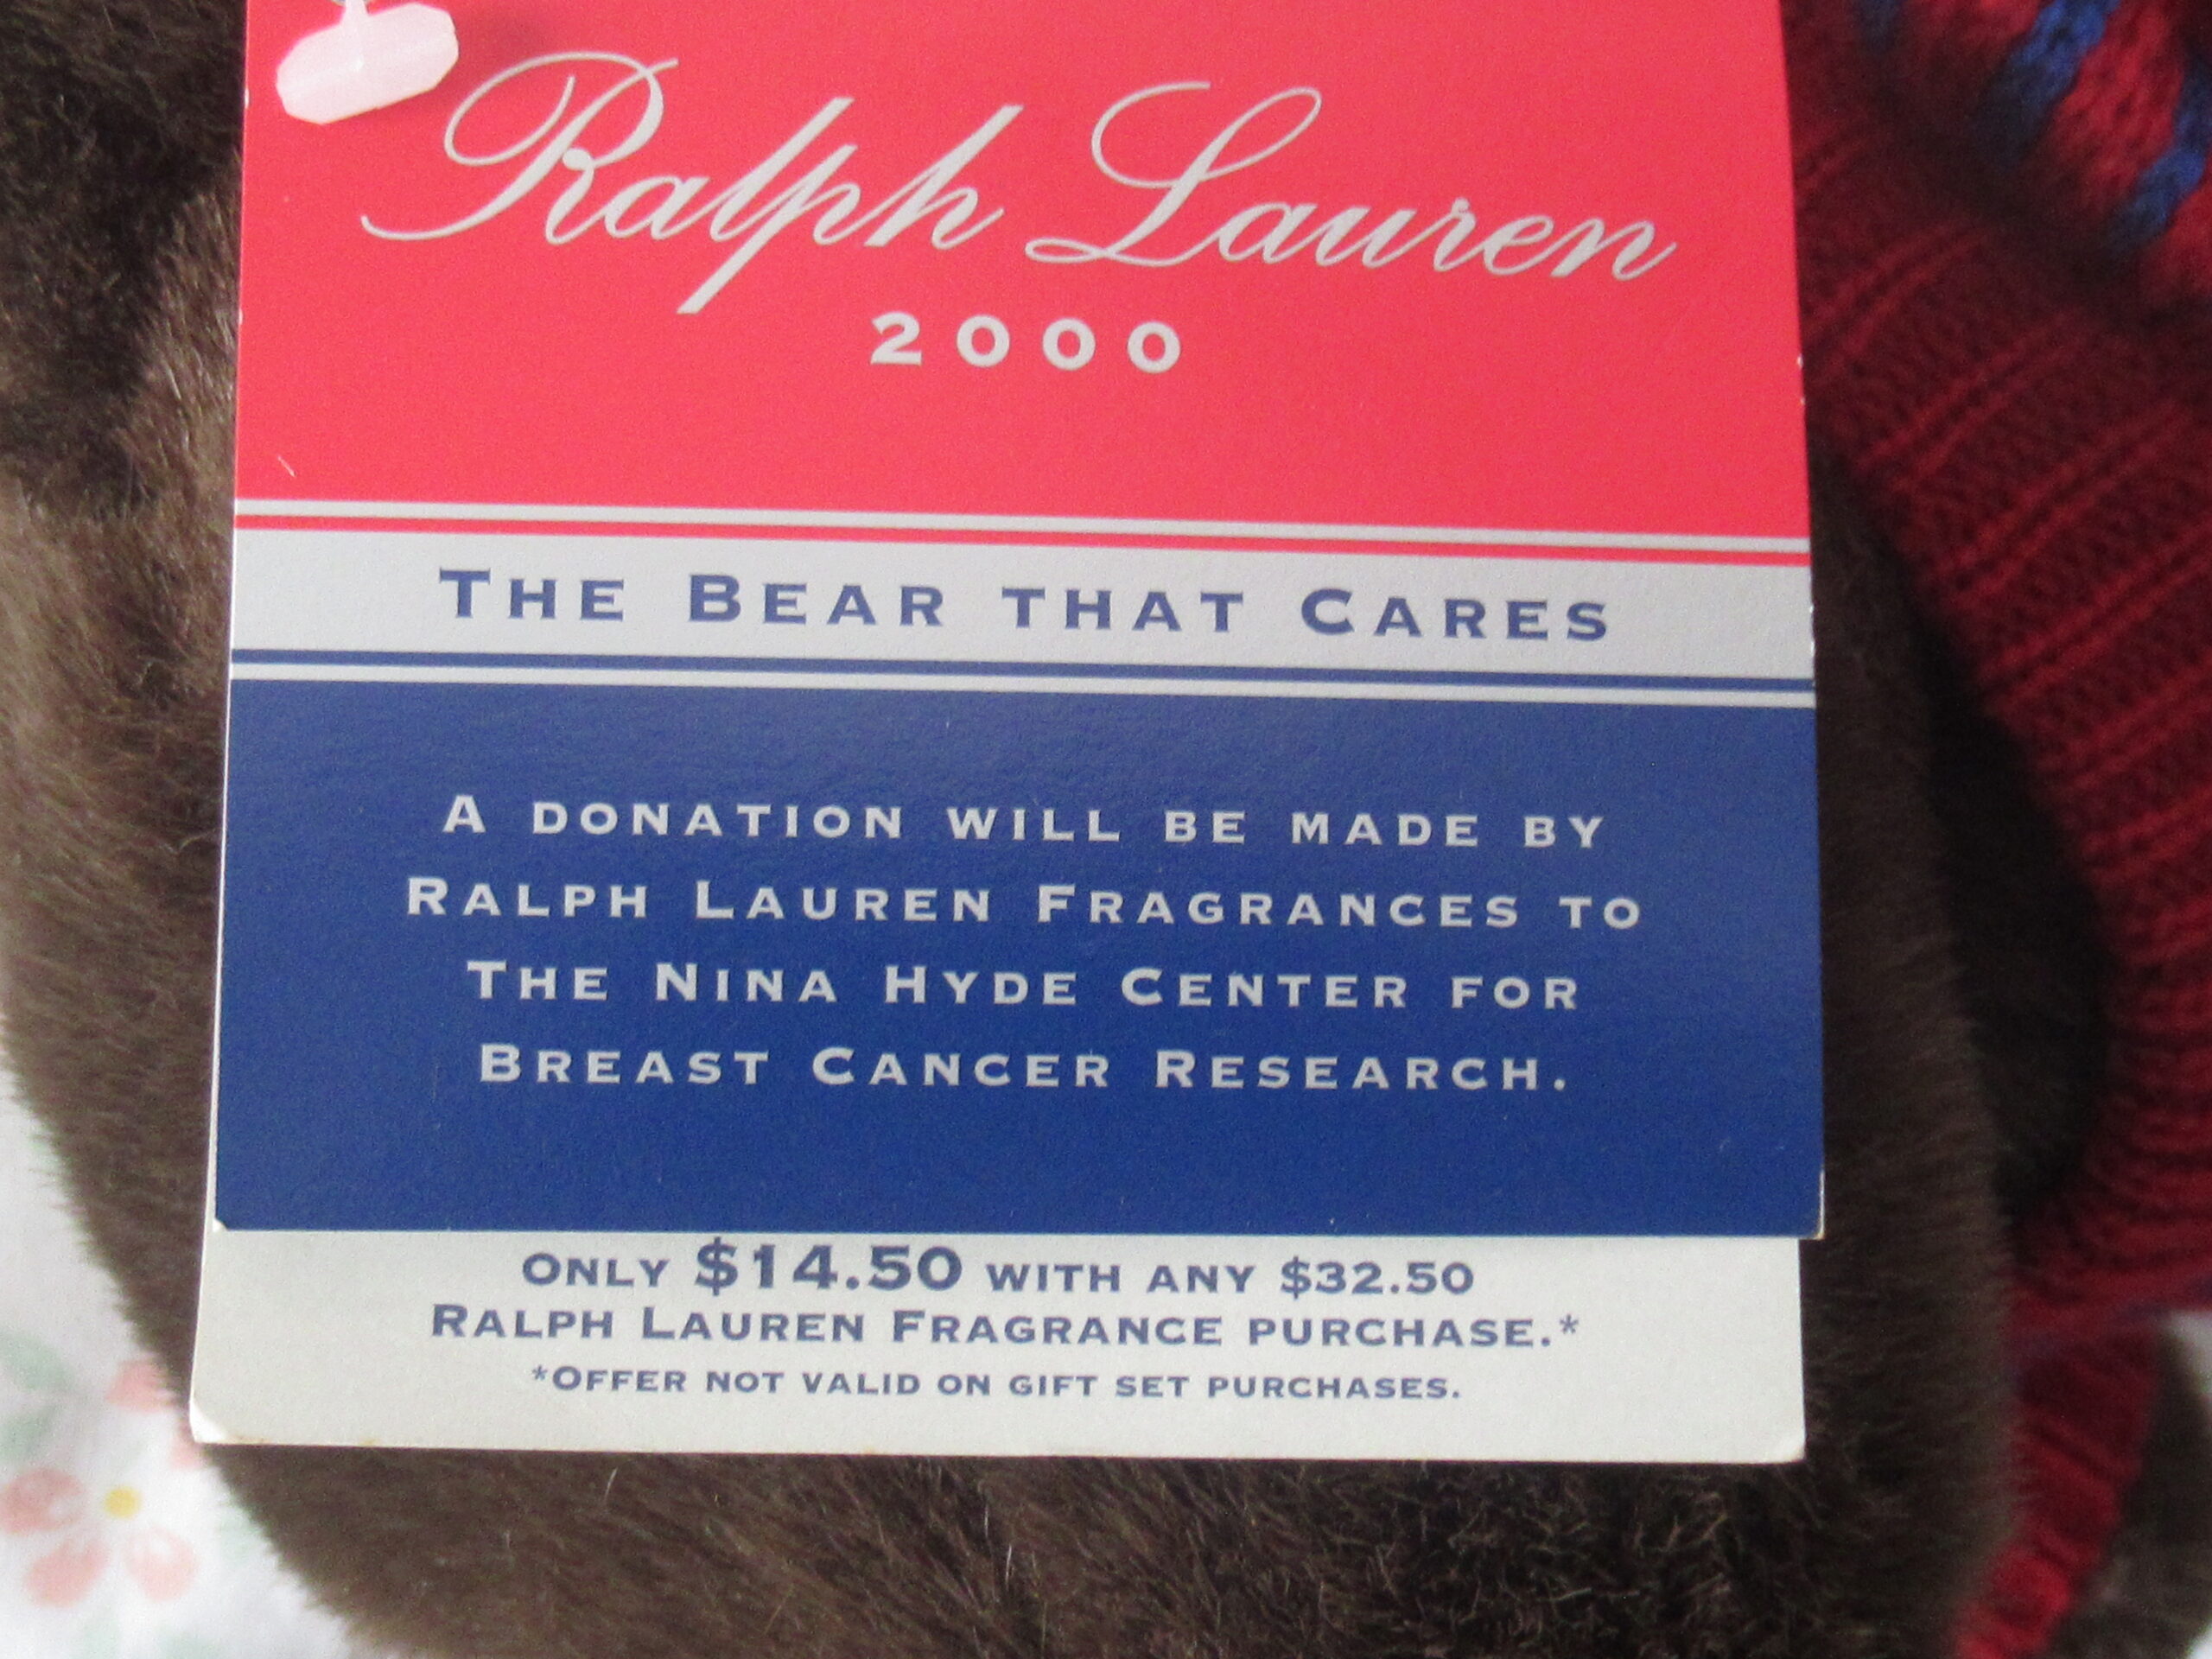 Ralph Lauren
2000
THE BEAR THAT CARES
A DONATION WILL BE MADE BY
RALPH LAUREN FRAGRANCES TO
THE NINA HYDE CENTER FOR
BREAST CANCER RESEARCH.
ONLY $14.50 WITH ANY $32.50
RALPH LAUREN FRAGRANCE PURCHASE.*
*OFFER NOT VALID ON GIFT SET PURCHASES.